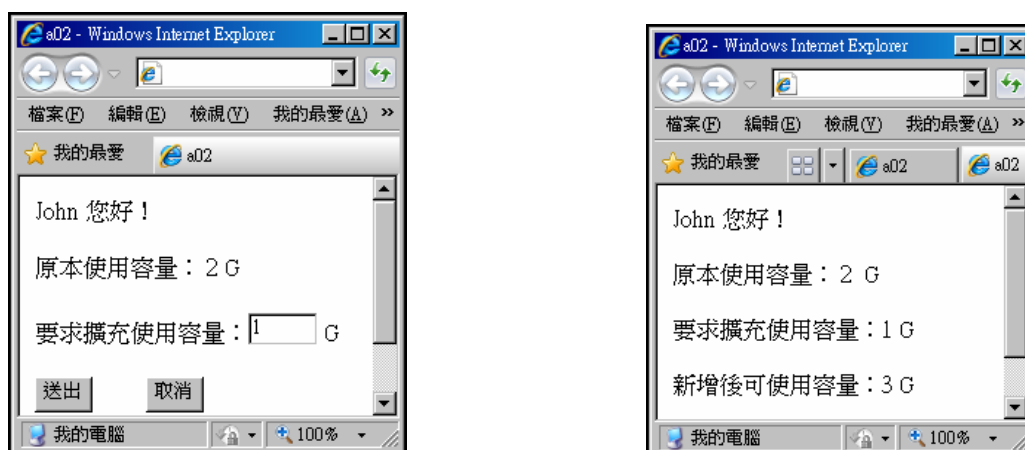 a02 - Windows Internet Explorer
檔案(F) 編輯(E) 檢視(V) 我的最愛(A) »
我的最愛 a02
John 您好！
原本使用容量：２Ｇ
要求擴充使用容量：1 Ｇ
送出 取消
我的電腦 100%
a02 - Windows Internet Explorer
檔案(F) 編輯(E) 檢視(V) 我的最愛(A) »
我的最愛 a02 a02
John 您好！
原本使用容量：２ Ｇ
要求擴充使用容量：1Ｇ
新增後可使用容量：3Ｇ
我的電腦 100%